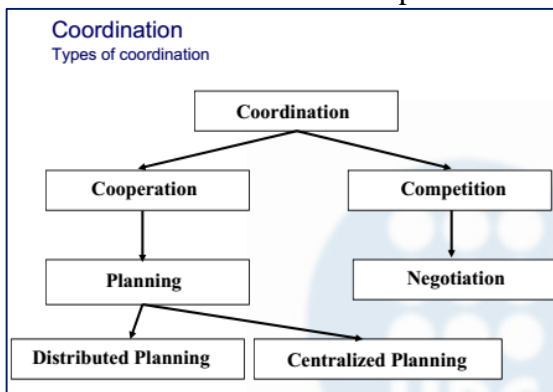 Coordination
Types of coordination
Coordination
Cooperation
Competition
Planning
Negotiation
Distributed Planning
Centralized Planning